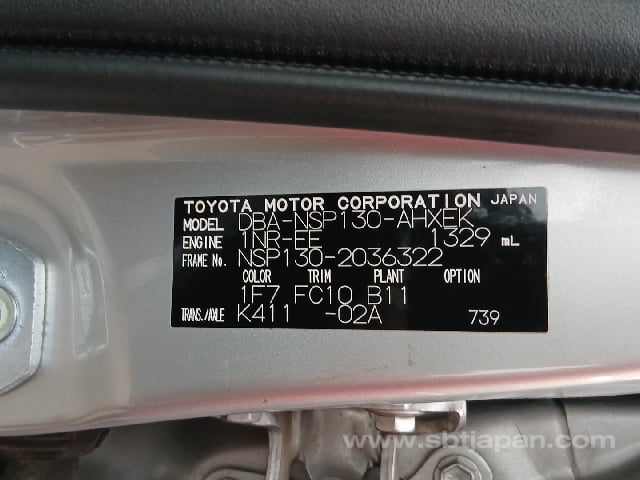 TOYOTA MOTOR CORPORATION JAPAN
MODEL DBA-NSP130-AHXEK
ENGINE 1NR-FE 1329 mL
FRAME No. NSP130-2036322
COLOR TRIM PLANT OPTION
1F7 FC10 B11
TRANS./AXLE K411 -02A 739
www.sbtjapan.com